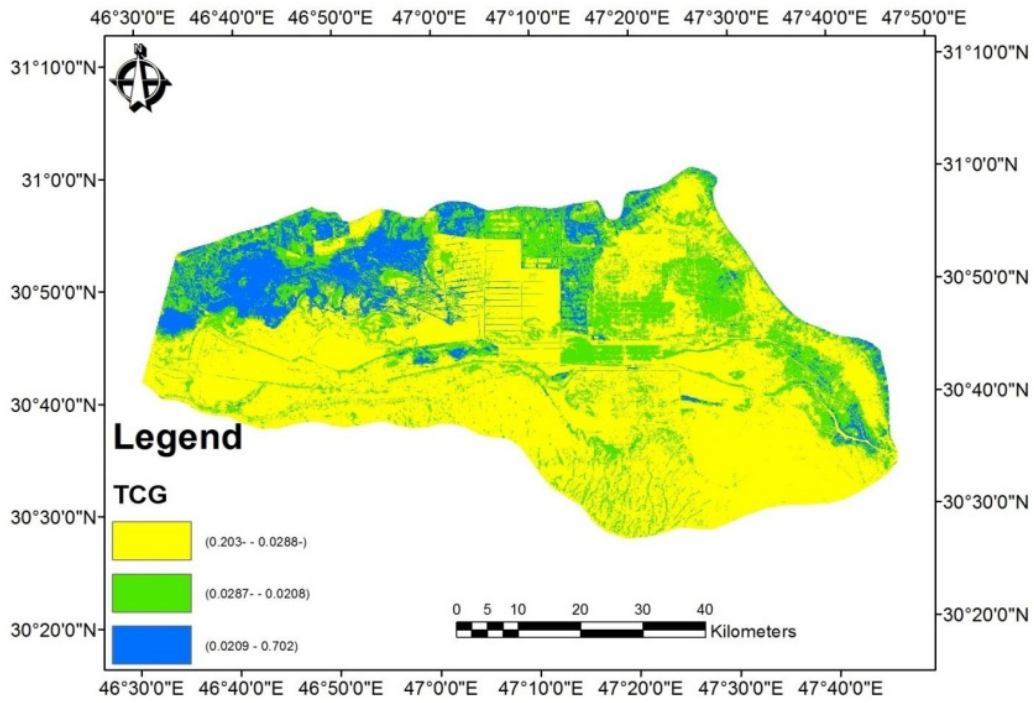 46°30'0"E 46°40'0"E 46°50'0"E 47°0'0"E 47°10'0"E 47°20'0"E 47°30'0"E 47°40'0"E 47°50'0"E
N
31°10'0"N
31°10'0"N
31°0'0"N
31°0'0"N
30°50'0"N
30°50'0"N
30°40'0"N
30°40'0"N
Legend
TCG
30°30'0"N
30°30'0"N
(0.203- - 0.0288-)
(0.0287- - 0.0208)
0 5 10 20 30 40
Kilometers
30°20'0"N
30°20'0"N
(0.0209 - 0.702)
46°30'0"E 46°40'0"E 46°50'0"E 47°0'0"E 47°10'0"E 47°20'0"E 47°30'0"E 47°40'0"E